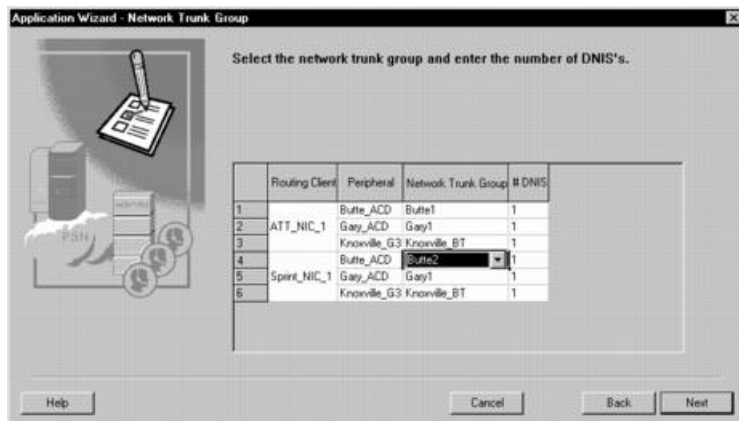 Application Wizard - Network Trunk Group
Select the network trunk group and enter the number of DNIS's.
Routing Client Peripheral Network Trunk Group # DNIS
1 Butte_ACD Butte1 1
2 ATT_NIC_1 Gary_ACD Gary1 1
3 Knoxville_G3 Knoxville_BT 1
4 Butte_ACD Butte2 1
5 Sprint_NIC_1 Gary_ACD Gary1 1
6 Knoxville_G3 Knoxville_BT 1
PSN
Help Cancel Back Next